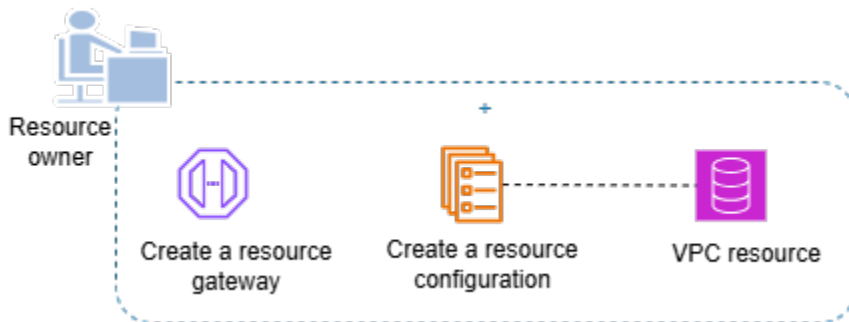 Resource
owner
Create a resource
gateway
Create a resource
configuration
VPC resource